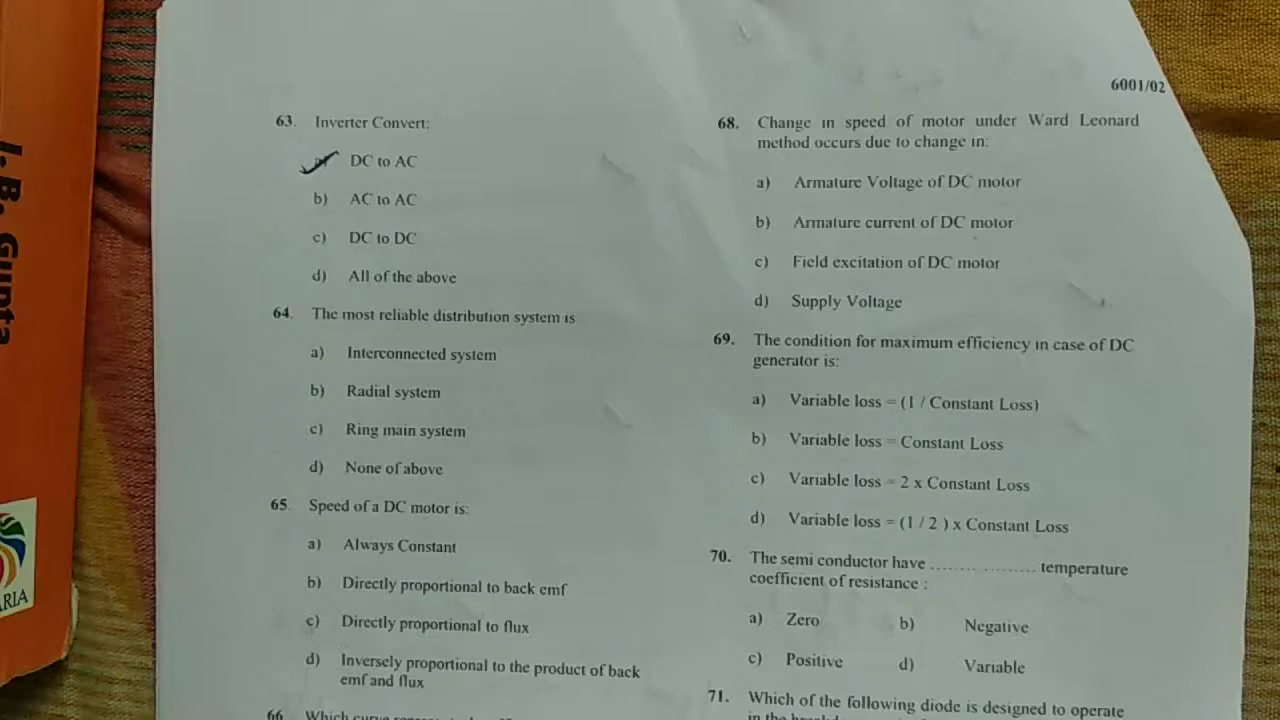 J. B. Gupta
ARIA
6001/02
63. Inverter Convert:
DC to AC
b) AC to AC
c) DC to DC
d) All of the above
64. The most reliable distribution system is
a) Interconnected system
b) Radial system
c) Ring main system
d) None of above
65. Speed of a DC motor is:
a) Always Constant
b) Directly proportional to back emf
c) Directly proportional to flux
d) Inversely proportional to the product of back
emf and flux
66 Which curve
68. Change in speed of motor under Ward Leonard
method occurs due to change in:
a) Armature Voltage of DC motor
b) Armature current of DC motor
c) Field excitation of DC motor
d) Supply Voltage
69. The condition for maximum efficiency in case of DC
generator is:
a) Variable loss = (1 / Constant Loss)
b) Variable loss = Constant Loss
c) Variable loss = 2 x Constant Loss
d) Variable loss = (1 / 2 ) x Constant Loss
70. The semi conductor have .................... temperature
coefficient of resistance :
a) Zero b) Negative
c) Positive d) Variable
71. Which of the following diode is designed to operate
in the